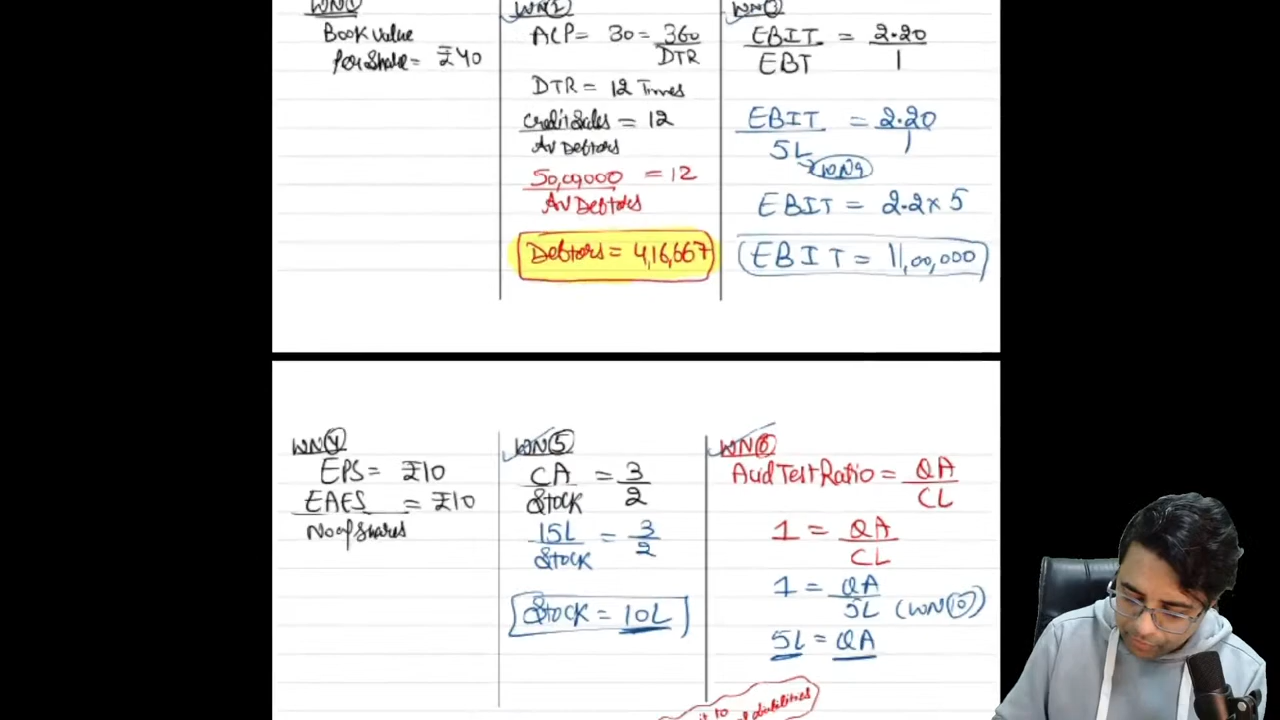 WN①
Book Value
Per Share = ₹40
WN②
ACP = 30 = 360
DTR
DTR = 12 Times
Credit Sales = 12
Av Debtors
50,00000 = 12
Av Debtors
Debtors = 4,16,667
WN③
EBIT = 2.20
EBT 1
EBIT = 2.20
5L 1
WN9
EBIT = 2.2 x 5
EBIT = 11,00,000
WN④
EPS = ₹10
EAES = ₹10
No of Shares
WN⑤
CA = 3
Stock 2
15L = 3
Stock 2
Stock = 10L
WN⑥
Acid Test Ratio = QA
CL
1 = QA
CL
1 = QA
5L (WN⑩)
5L = QA